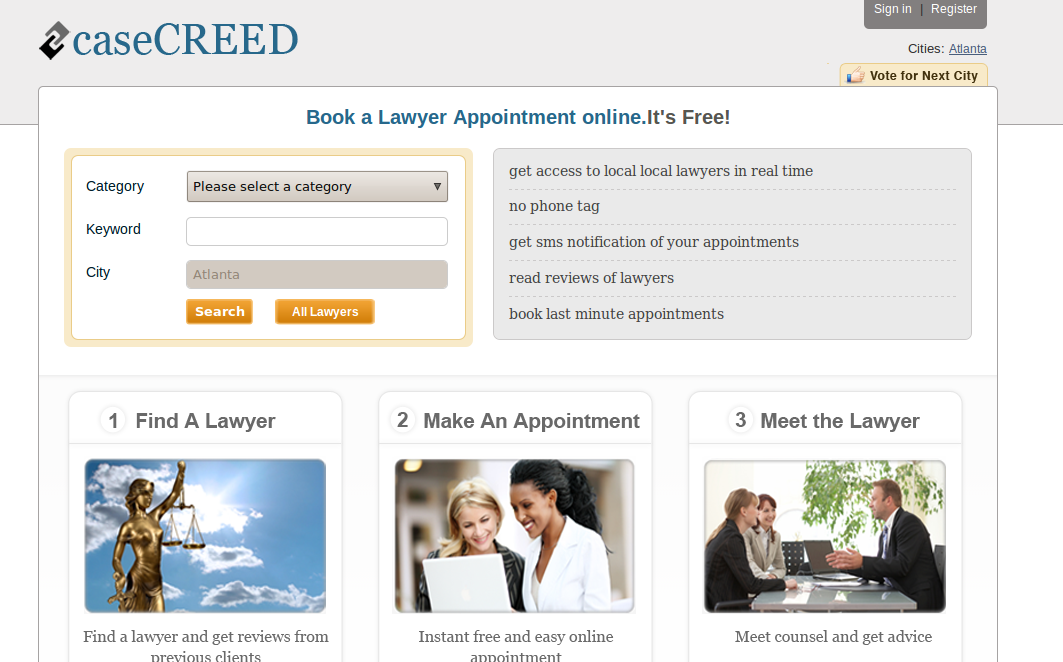 Sign in | Register
caseCREED
Cities: Atlanta
Vote for Next City
Book a Lawyer Appointment online.It's Free!
Category
Please select a category
Keyword
City
Atlanta
Search
All Lawyers
get access to local local lawyers in real time
no phone tag
get sms notification of your appointments
read reviews of lawyers
book last minute appointments
1 Find A Lawyer
2 Make An Appointment
3 Meet the Lawyer
Find a lawyer and get reviews from
previous clients
Instant free and easy online
appointment
Meet counsel and get advice